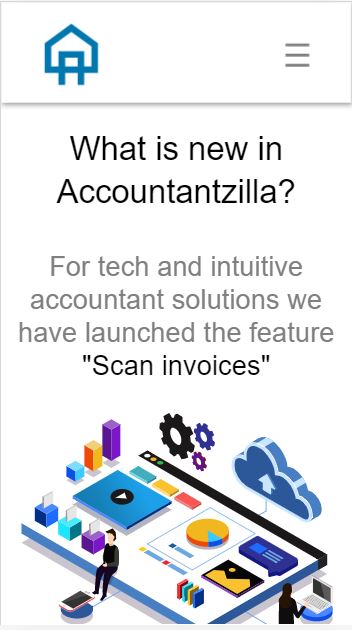 What is new in
Accountantzilla?
For tech and intuitive
accountant solutions we
have launched the feature
"Scan invoices"